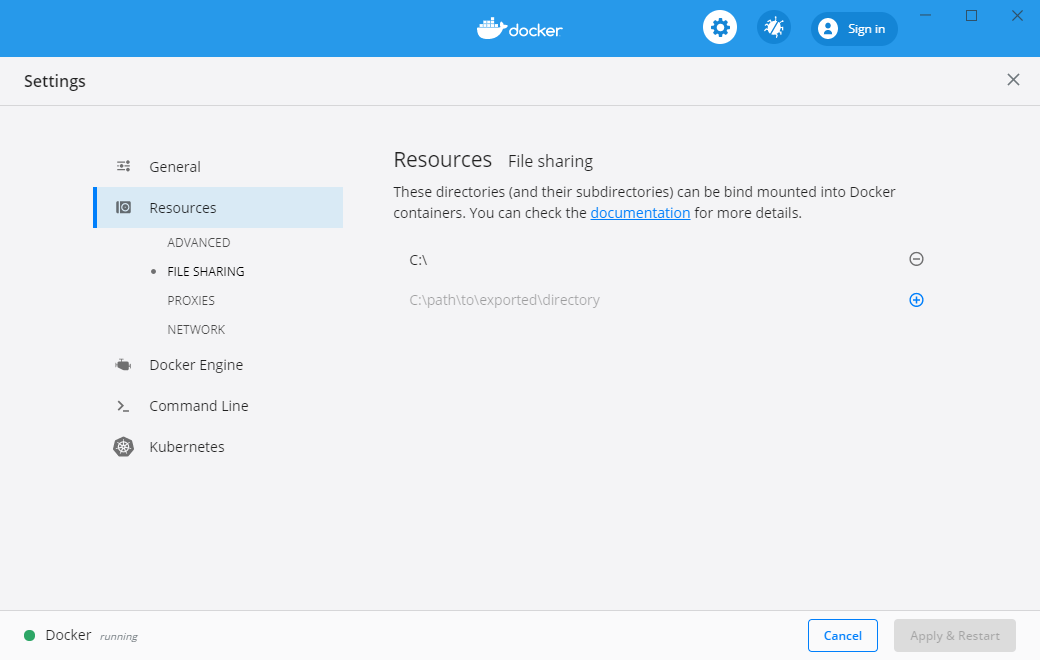 docker
Sign in
Settings
General
Resources
ADVANCED
FILE SHARING
PROXIES
NETWORK
Docker Engine
Command Line
Kubernetes
Resources File sharing
These directories (and their subdirectories) can be bind mounted into Docker
containers. You can check the documentation for more details.
C:\
C:\path\to\exported\directory
Docker running
Cancel
Apply & Restart